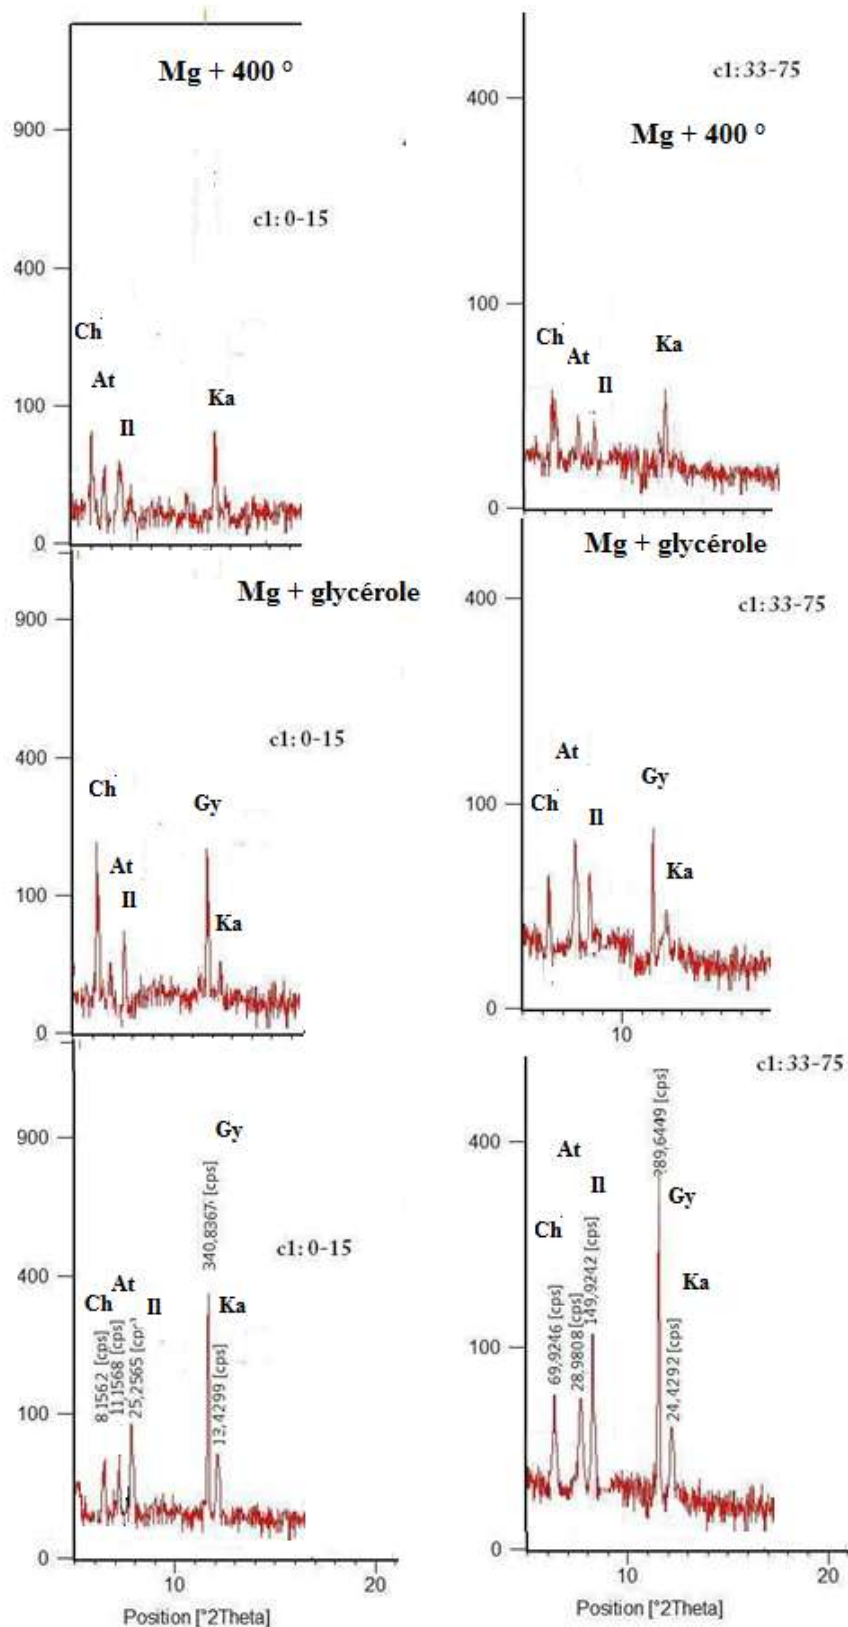 Mg + 400 °
c1: 0-15
900
400
100
0
Ch
At
Il
Ka
c1: 33-75
Mg + 400 °
400
100
0
Ch
At
Il
Ka
10
Mg + glycérole
c1: 0-15
900
400
100
0
Ch
At
Il
Gy
Ka
Mg + glycérole
c1: 33-75
400
100
0
At
Ch
Il
Gy
Ka
10
900
400
100
0
Gy
340,8367 [cps]
c1: 0-15
Ch
At
Il
Ka
8,1562 [cps]
11,1568 [cps]
25,2565 [cps]
13,4299 [cps]
10
20
Position [°2Theta]
c1: 33-75
400
100
0
289,6449 [cps]
At
Il
Gy
Ch
Ka
69,9246 [cps]
28,9808 [cps]
149,9242 [cps]
24,4292 [cps]
10
20
Position [°2Theta]